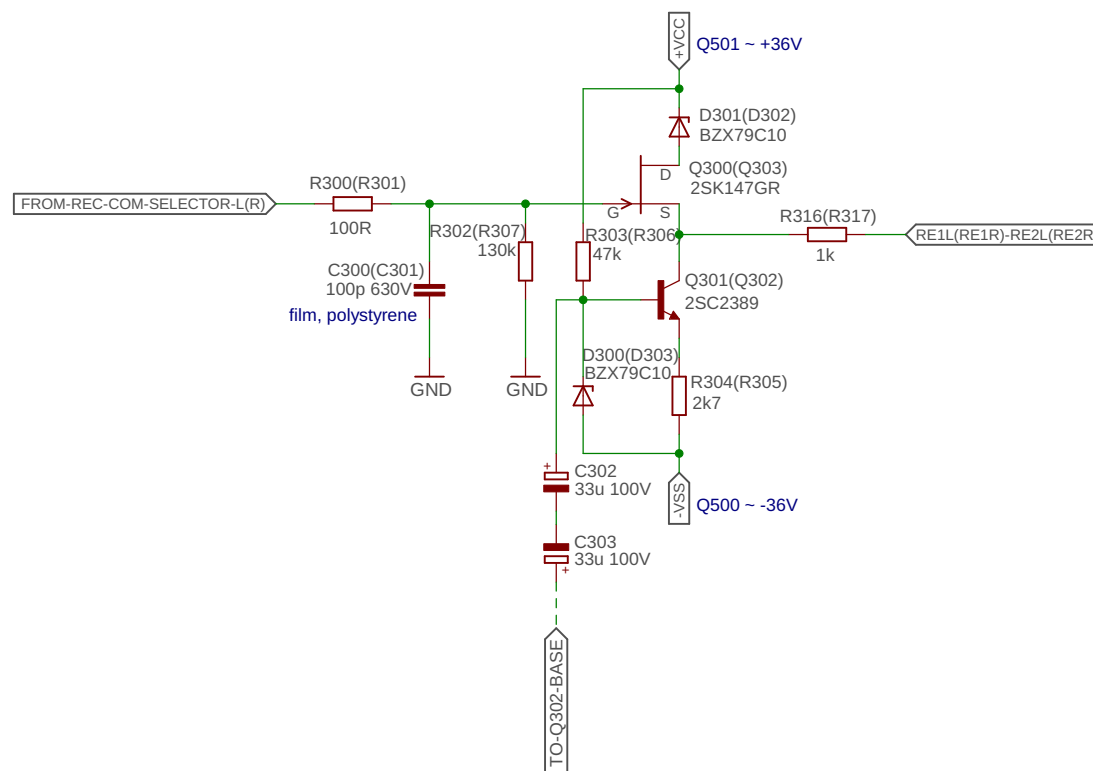 +VCC
Q501 ~ +36V
D301(D302)
BZX79C10
D
Q300(Q303)
2SK147GR
FROM-REC-COM-SELECTOR-L(R)
R300(R301)
100R
G
S
R316(R317)
1k
RE1L(RE1R)-RE2L(RE2R
R302(R307)
130k
R303(R306)
47k
C300(C301)
100p 630V
film, polystyrene
Q301(Q302)
2SC2389
D300(D303)
BZX79C10
R304(R305)
2k7
GND
GND
+
C302
33u 100V
-VSS
Q500 ~ -36V
C303
33u 100V
+
TO-Q302-BASE